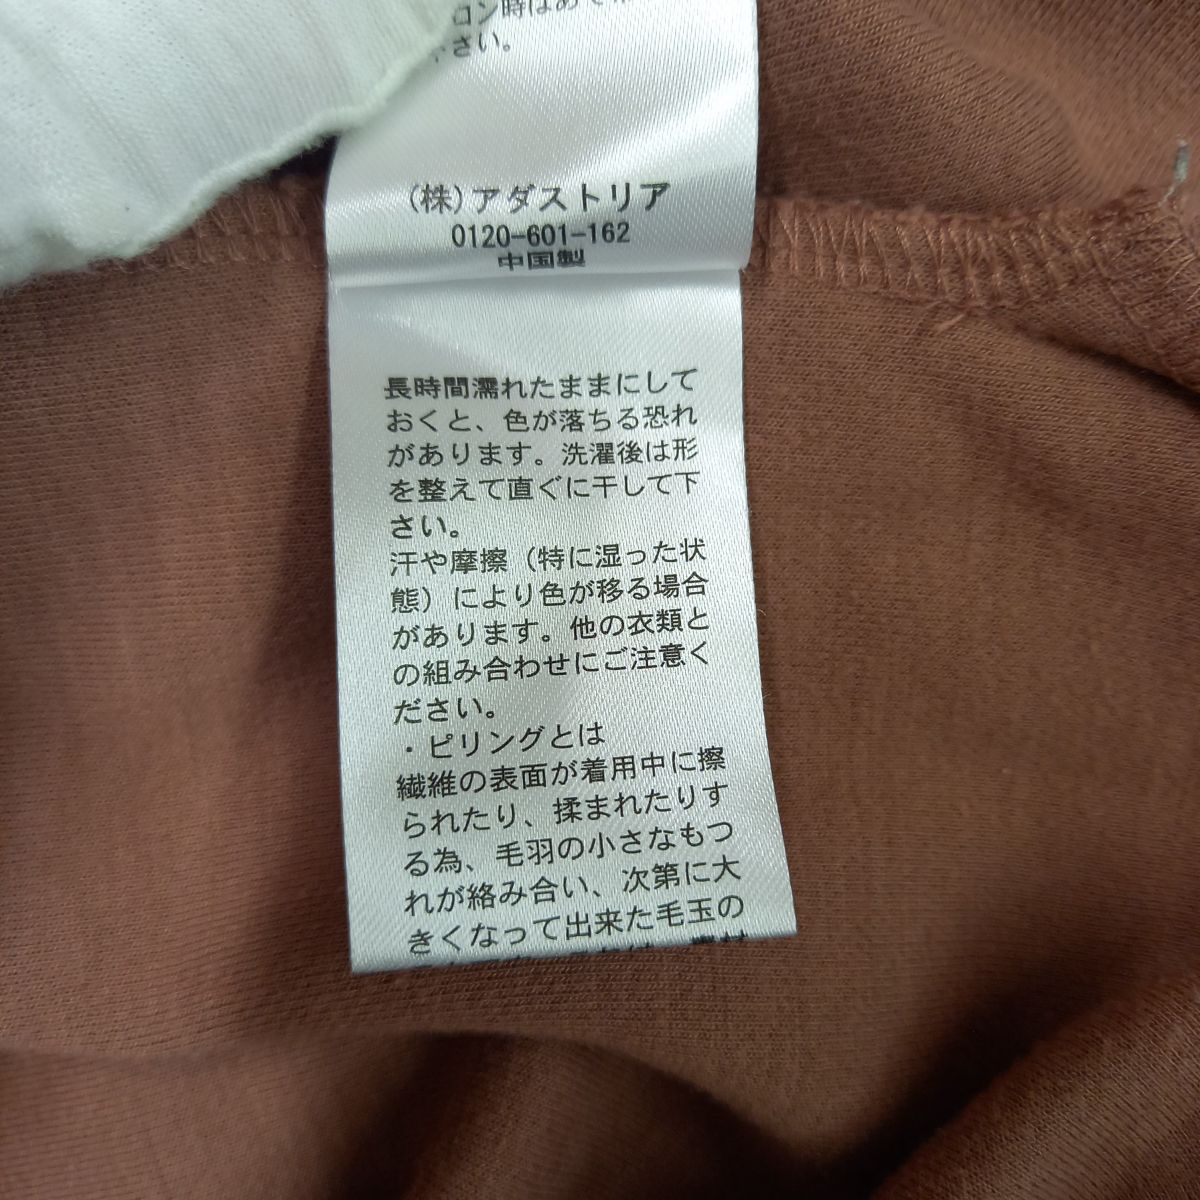 さい。
(株)アダストリア
0120-601-162
中国製
長時間濡れたままにして
おくと、色が落ちる恐れ
があります。洗濯後は形
を整えて直ぐに干して下
さい。
汗や摩擦（特に湿った状
態）により色が移る場合
があります。他の衣類と
の組み合わせにご注意く
ださい。
・ピリングとは
繊維の表面が着用中に擦
られたり、揉まれたりす
る為、毛羽の小さなもつ
れが絡み合い、次第に大
きくなって出来た毛玉の